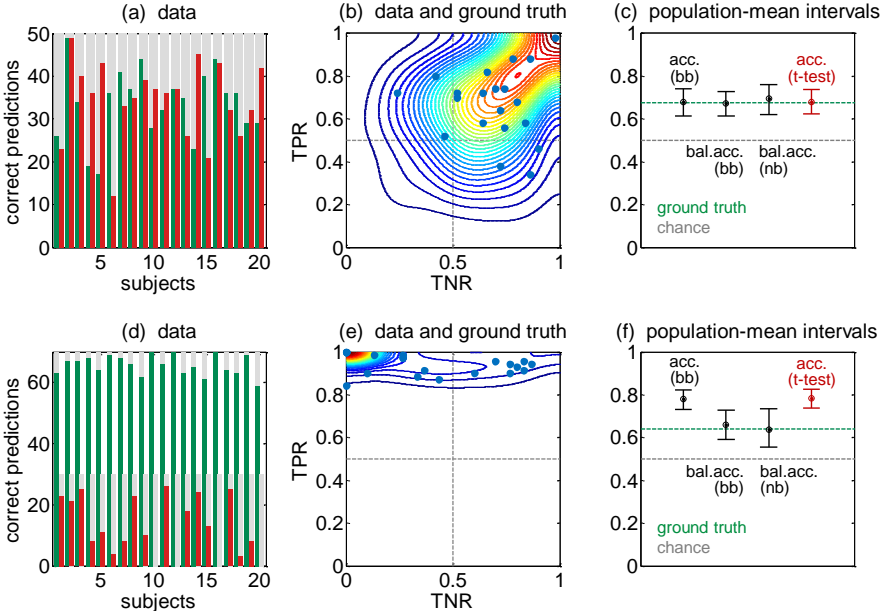 (a) data
(b) data and ground truth
(c) population-mean intervals
correct predictions
50
40
30
20
10
0
5
10
15
20
subjects
TPR
1
0.8
0.6
0.4
0.2
0
0
0.5
1
TNR
1
0.8
0.6
0.4
0.2
0
acc.
(bb)
acc.
(t-test)
bal.acc.
(bb)
bal.acc.
(nb)
ground truth
chance
(d) data
(e) data and ground truth
(f) population-mean intervals
correct predictions
60
40
20
0
5
10
15
20
subjects
TPR
1
0.8
0.6
0.4
0.2
0
0
0.5
1
TNR
1
0.8
0.6
0.4
0.2
0
acc.
(bb)
acc.
(t-test)
bal.acc.
(bb)
bal.acc.
(nb)
ground truth
chance